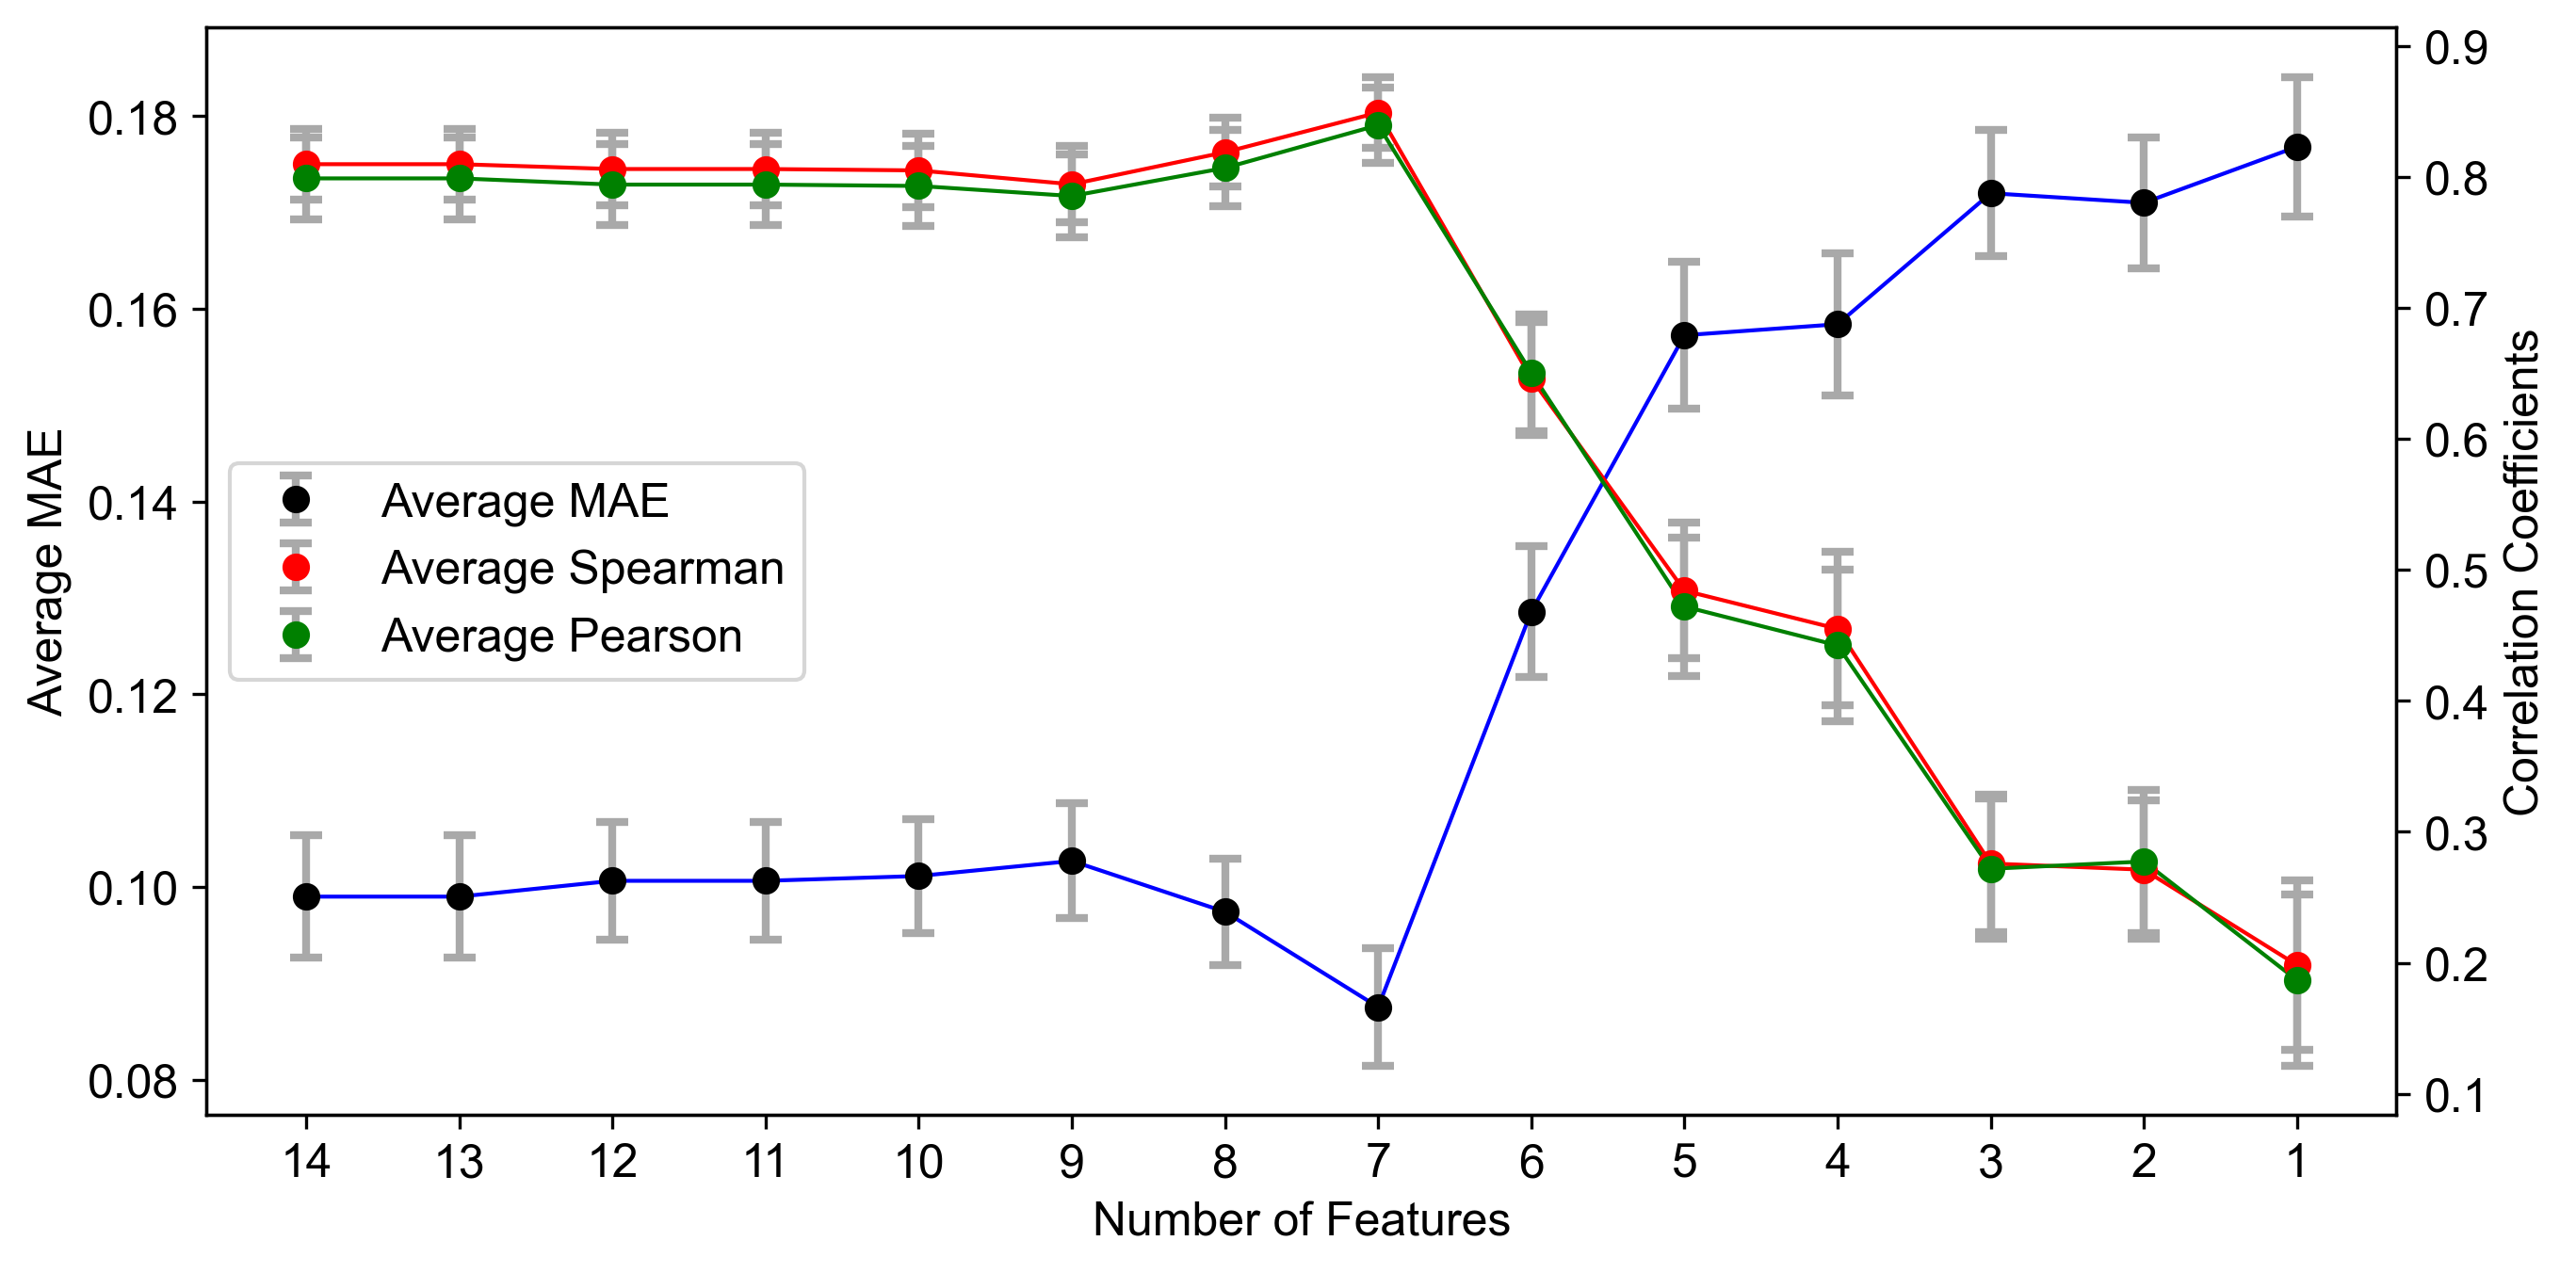 Average MAE
0.18
0.16
0.14
0.12
0.10
0.08
Average MAE
Average Spearman
Average Pearson
0.9
0.8
0.7
0.6
0.5
0.4
0.3
0.2
0.1
Correlation Coefficients
14 13 12 11 10 9 8 7 6 5 4 3 2 1
Number of Features